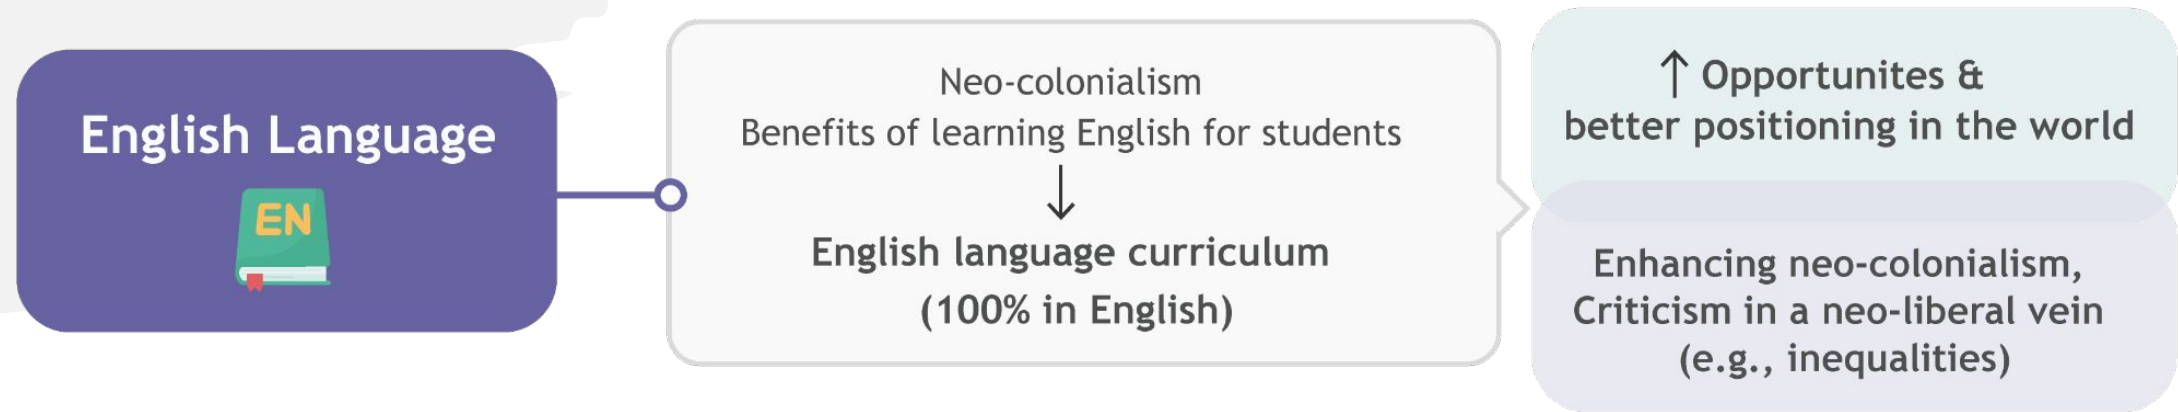 English Language
EN
Neo-colonialism
Benefits of learning English for students
↓
English language curriculum
(100% in English)
↑ Opportunites &
better positioning in the world
Enhancing neo-colonialism,
Criticism in a neo-liberal vein
(e.g., inequalities)